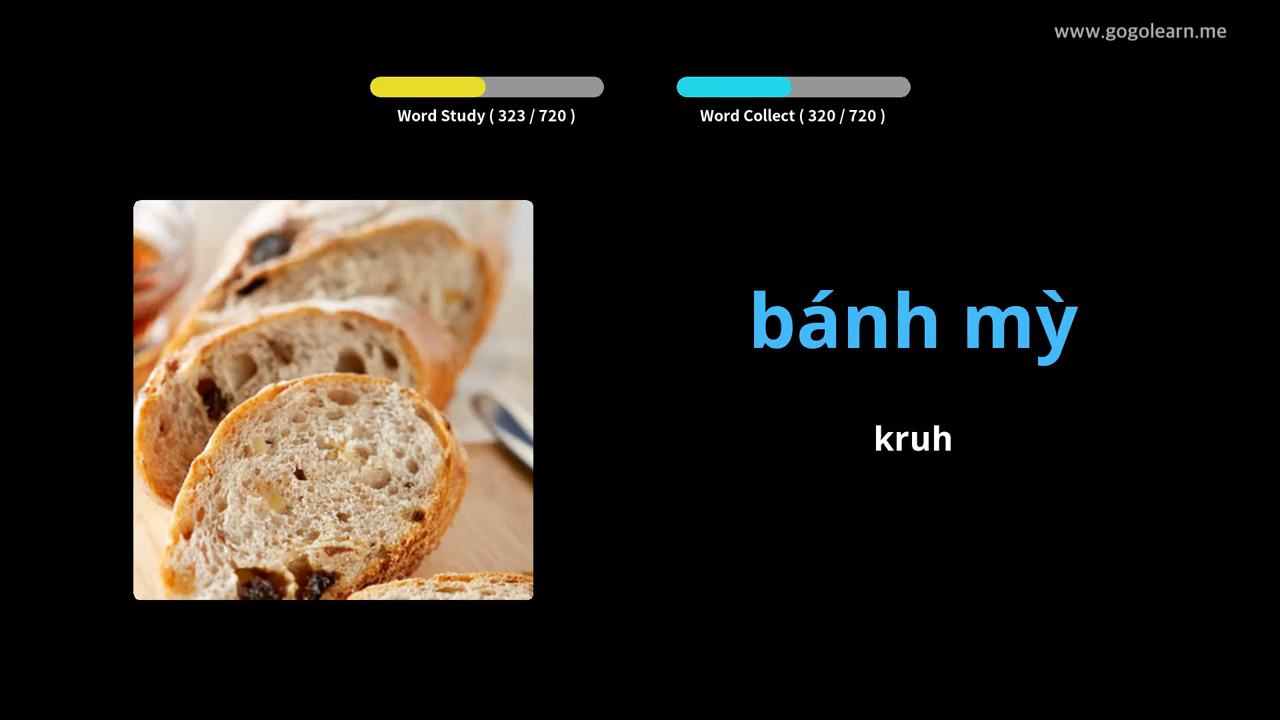 www.gogolearn.me
Word Study ( 323 / 720 )
Word Collect ( 320 / 720 )
bánh mỳ
kruh